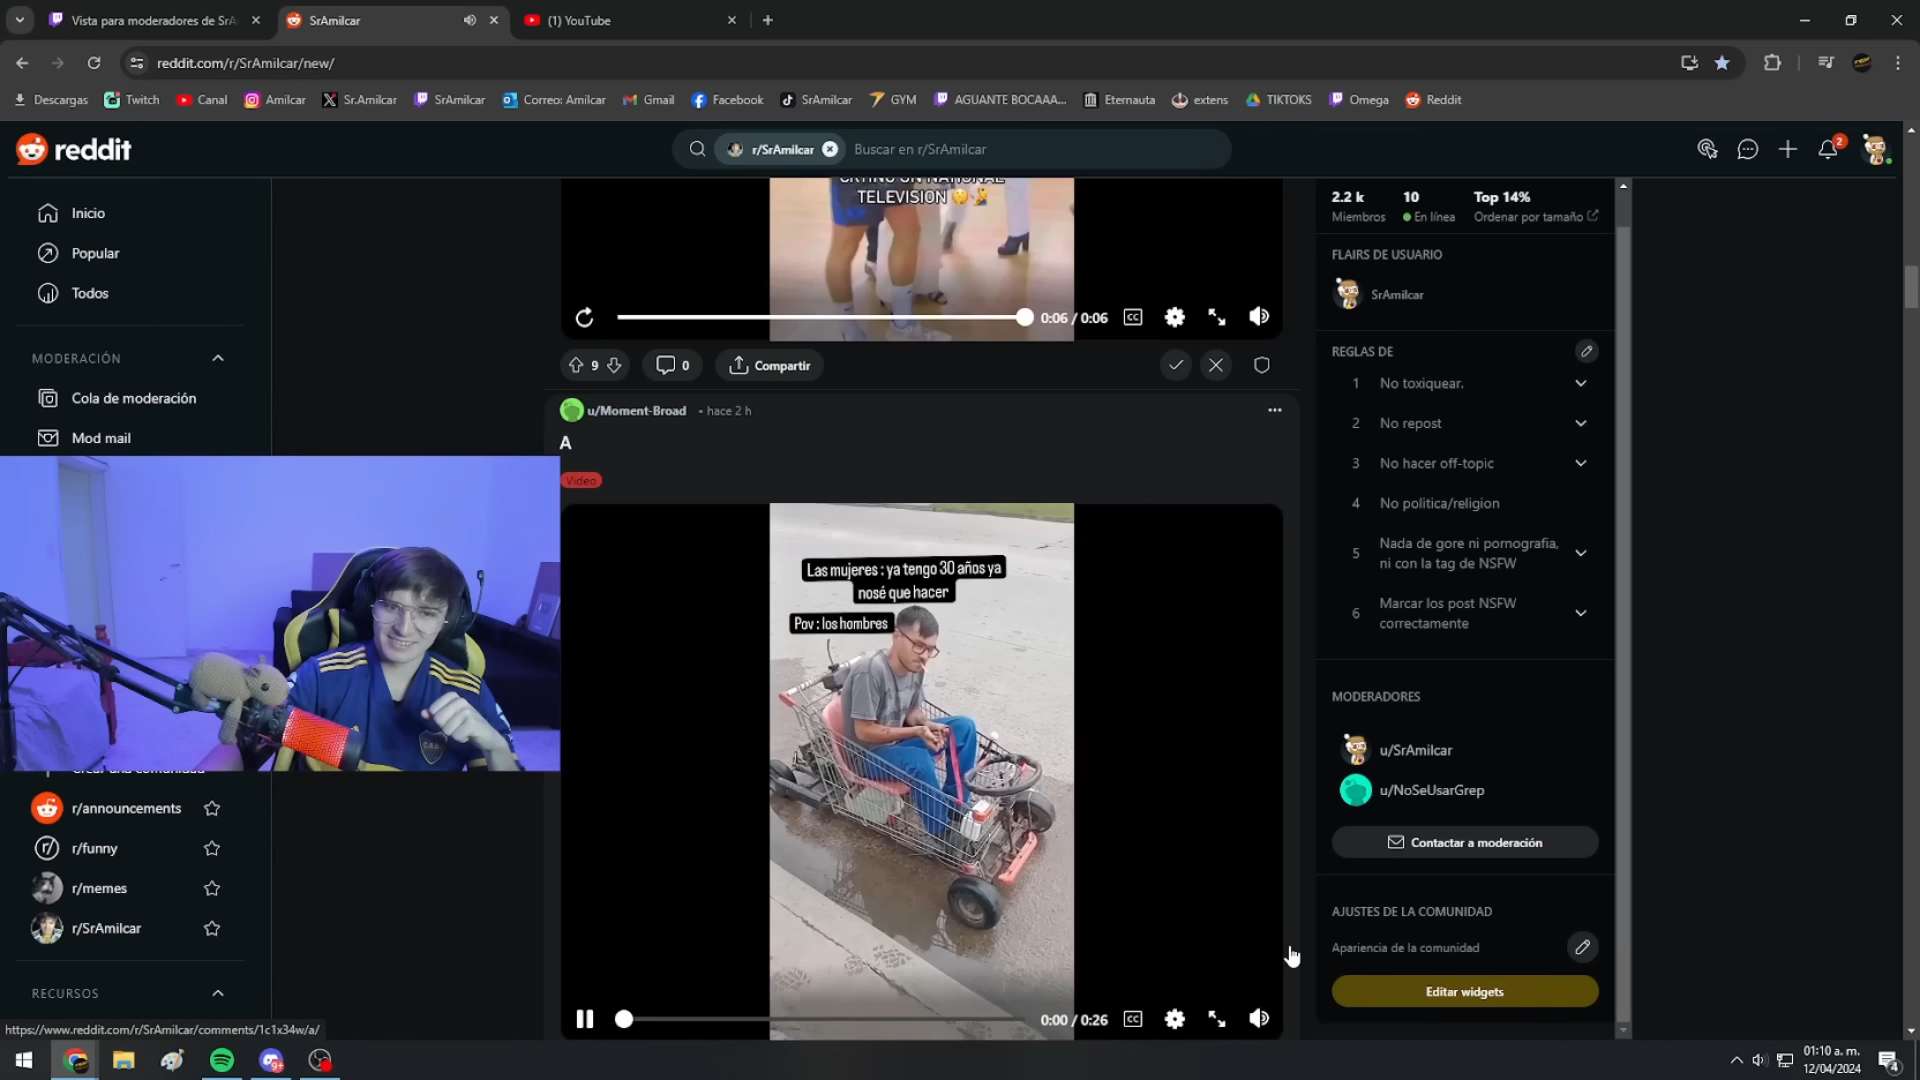 Vista para moderadores de SrA
SrAmilcar
(1) YouTube
reddit.com/r/SrAmilcar/new/
Descargas
Twitch
Canal
Amilcar
Sr.Amilcar
SrAmilcar
Correo: Amilcar
Gmail
Facebook
SrAmilcar
GYM
AGUANTE BOCAAA...
Eternauta
extens
TIKTOKS
Omega
Reddit
reddit
r/SrAmilcar
Buscar en r/SrAmilcar
2
Inicio
Popular
Todos
MODERACIÓN
Cola de moderación
Mod mail
r/announcements
r/funny
r/memes
r/SrAmilcar
RECURSOS
https://www.reddit.com/r/SrAmilcar/comments/1c1x34w/a/
TELEVISION
0:06 / 0:06
CC
9
0
Compartir
u/Moment-Broad
• hace 2 h
A
Video
Las mujeres : ya tengo 30 años ya
nosé que hacer
Pov : los hombres
0:00 / 0:26
CC
2.2 k
10
Top 14%
Miembros
En línea
Ordenar por tamaño
FLAIRS DE USUARIO
SrAmilcar
REGLAS DE
1 No toxiquear.
2 No repost
3 No hacer off-topic
4 No politica/religion
5 Nada de gore ni pornografia,
ni con la tag de NSFW
6 Marcar los post NSFW
correctamente
MODERADORES
u/SrAmilcar
u/NoSeUsarGrep
Contactar a moderación
AJUSTES DE LA COMUNIDAD
Apariencia de la comunidad
Editar widgets
9+
01:10 a. m.
12/04/2024
4